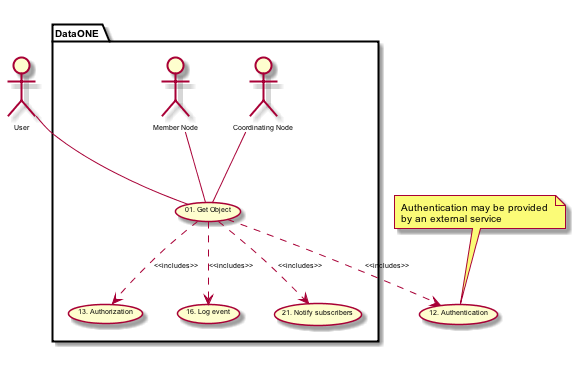 DataONE
User
Member Node
Coordinating Node
Authentication may be provided
by an external service
01. Get Object
<<includes>>
<<includes>>
<<includes>>
<<includes>>
13. Authorization
16. Log event
21. Notify subscribers
12. Authentication